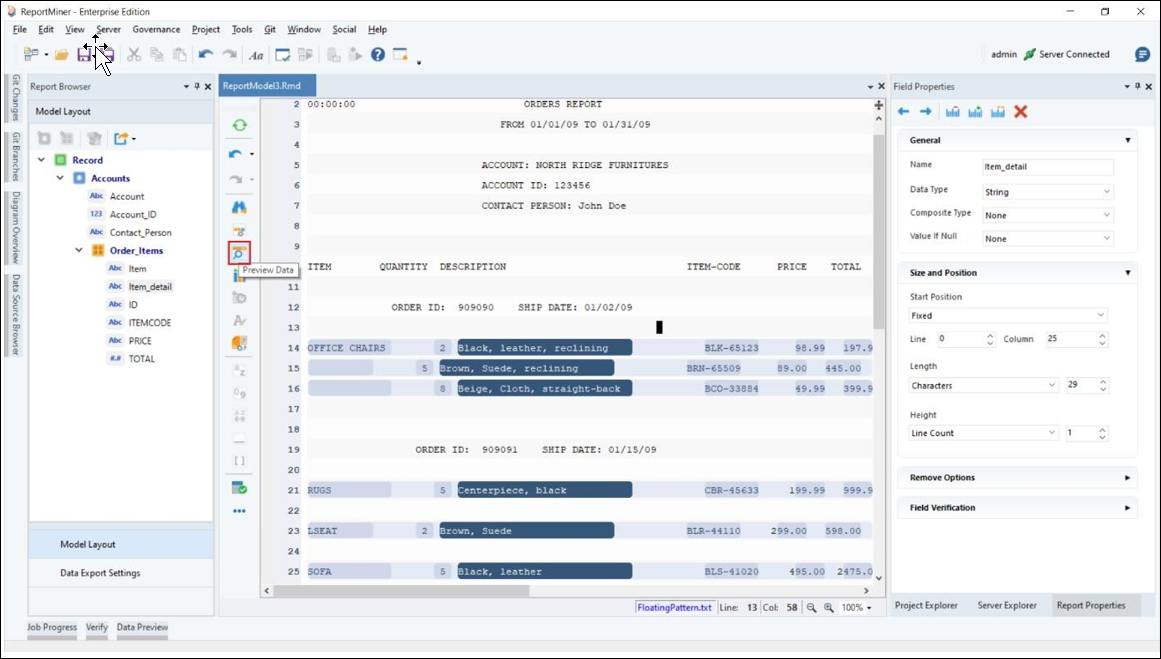 ReportMiner - Enterprise Edition
File Edit View Server Governance Project Tools Git Window Social Help
Aa admin Server Connected
Git Changes
Git Branches
Diagram Overview
Data Source Browser
Report Browser
Model Layout
Record
Accounts
Abc Account
123 Account_ID
Abc Contact_Person
Order_Items
Abc Item
Abc Item_detail
Abc ID
Abc ITEMCODE
Abc PRICE
#.# TOTAL
Model Layout
Data Export Settings
ReportModel3.Rmd
Preview Data
2 00:00:00 ORDERS REPORT
3 FROM 01/01/09 TO 01/31/09
4
5 ACCOUNT: NORTH RIDGE FURNITURES
6 ACCOUNT ID: 123456
7 CONTACT PERSON: John Doe
8
9
ITEM QUANTITY DESCRIPTION ITEM-CODE PRICE TOTAL
11
12 ORDER ID: 909090 SHIP DATE: 01/02/09
13
14 OFFICE CHAIRS 2 Black, leather, reclining BLK-65123 98.99 197.9
15 5 Brown, Suede, reclining BRN-65509 89.00 445.00
16 8 Beige, Cloth, straight-back BCO-33884 49.99 399.9
17
18
19 ORDER ID: 909091 SHIP DATE: 01/15/09
20
21 RUGS 5 Centerpiece, black CBR-45633 199.99 999.9
22
23 LSEAT 2 Brown, Suede BLR-44110 299.00 598.00
24
25 SOFA 5 Black, leather BLS-41020 495.00 2475.0
FloatingPattern.txt Line: 13 Col: 58 100%
Field Properties
General
Name Item_detail
Data Type String
Composite Type None
Value if Null None
Size and Position
Start Position
Fixed
Line 0 Column 25
Length
Characters 29
Height
Line Count 1
Remove Options
Field Verification
Project Explorer Server Explorer Report Properties
Job Progress Verify Data Preview